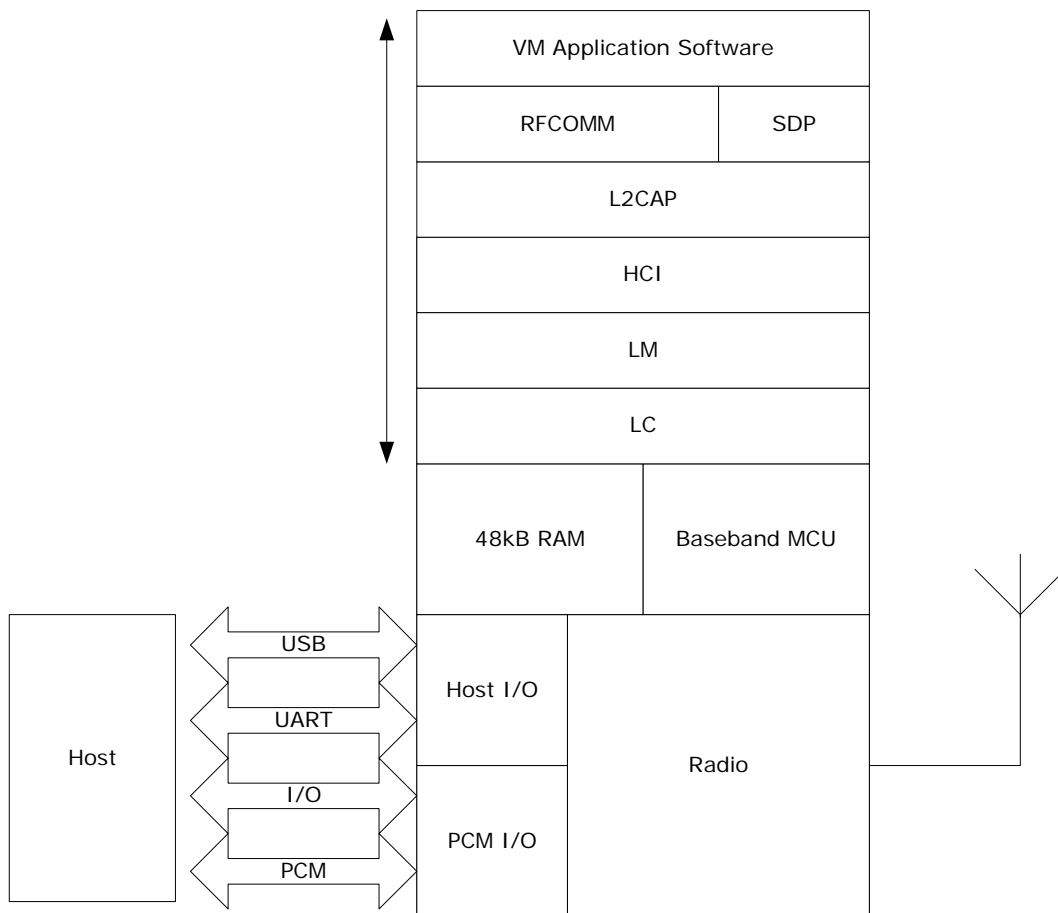 VM Application Software
RFCOMM
SDP
L2CAP
HCI
LM
LC
48kB RAM
Baseband MCU
USB
Host I/O
UART
Host
Radio
I/O
PCM I/O
PCM